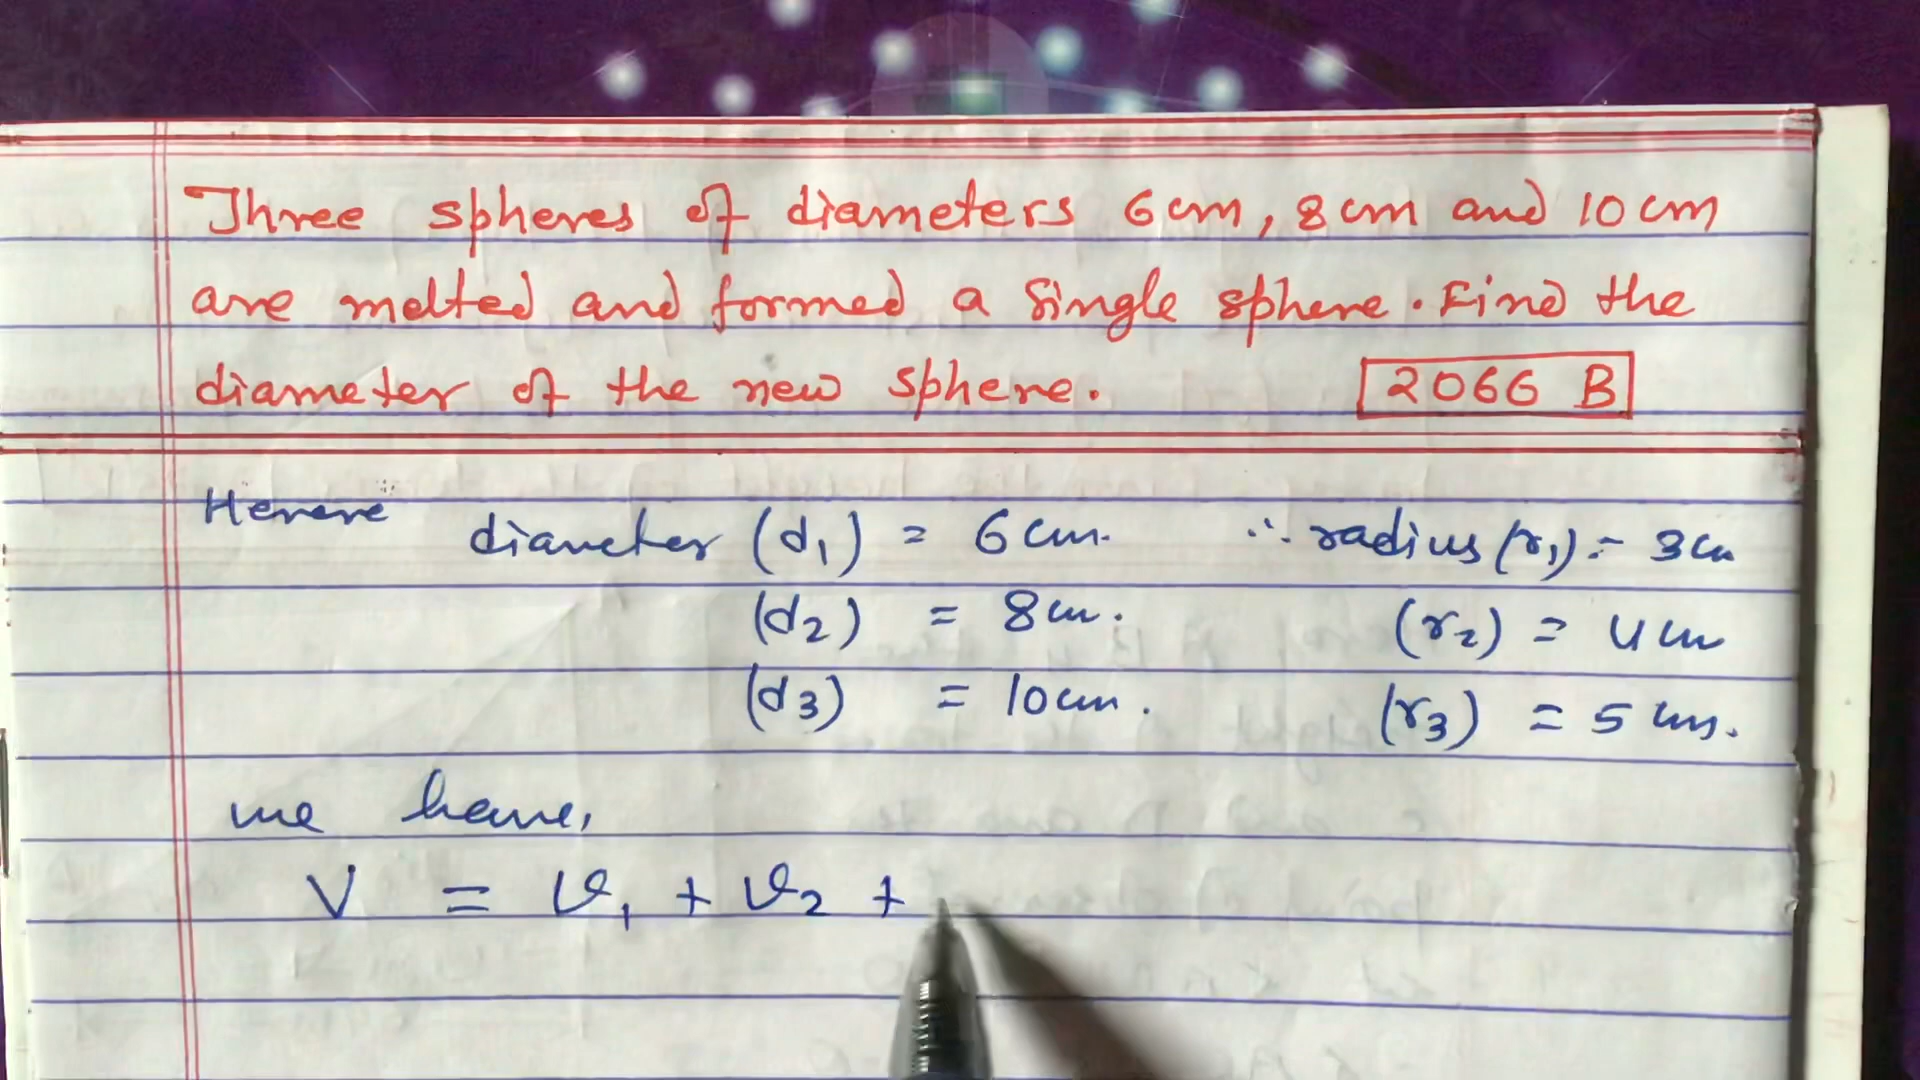 Three spheres of diameters 6cm, 8cm and 10cm
are melted and formed a single sphere. Find the
diameter of the new sphere. 2066 B
diameter (d₁) = 6cm. ∴ radius (r₁) = 3cm
(d₂) = 8cm. (r₂) = 4cm
(d₃) = 10cm. (r₃) = 5cm.
we have,
V = v₁ + v₂ +